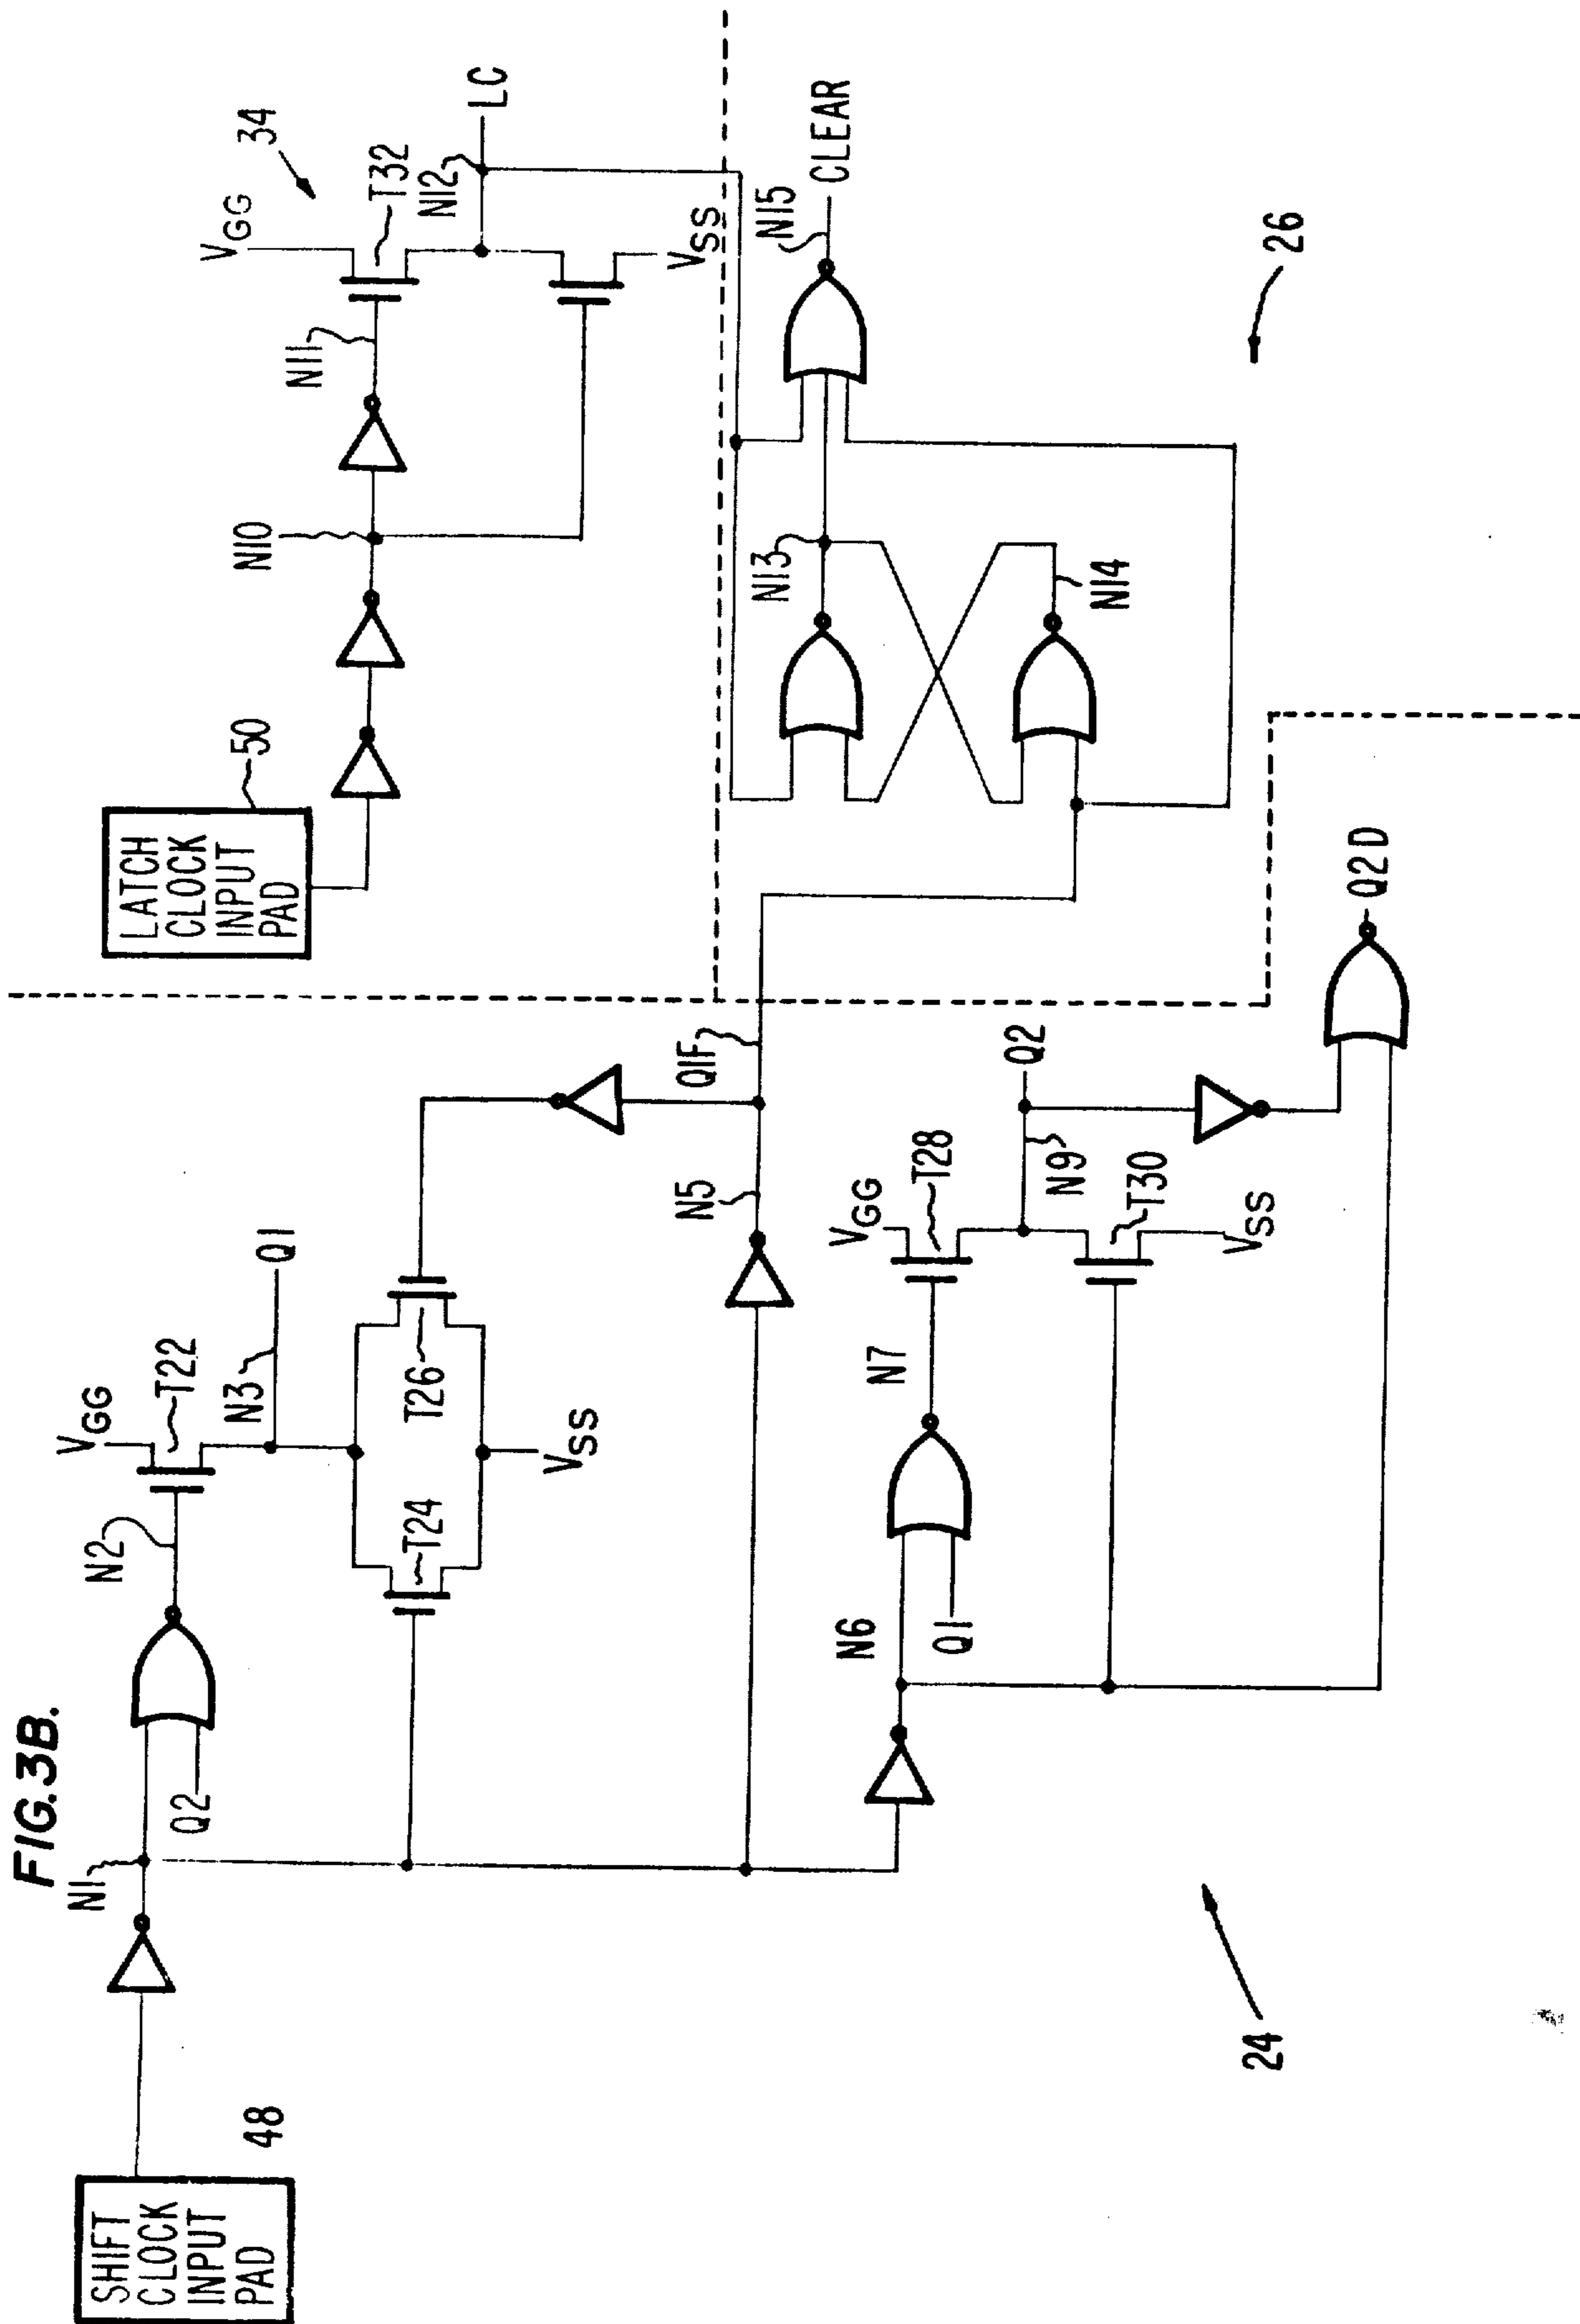 FIG.3B.
SHIFT
CLOCK
INPUT
PAD
48
N1
Q2
N2
VGG
T22
N3
Q1
T24
T26
VSS
N5
Q1F
N6
Q1
N7
VGG
T28
N9
Q2
T30
VSS
Q2D
24
LATCH
CLOCK
INPUT
PAD
50
N10
N11
VGG
34
T32
N12
LC
VSS
N13
N14
N15
CLEAR
26